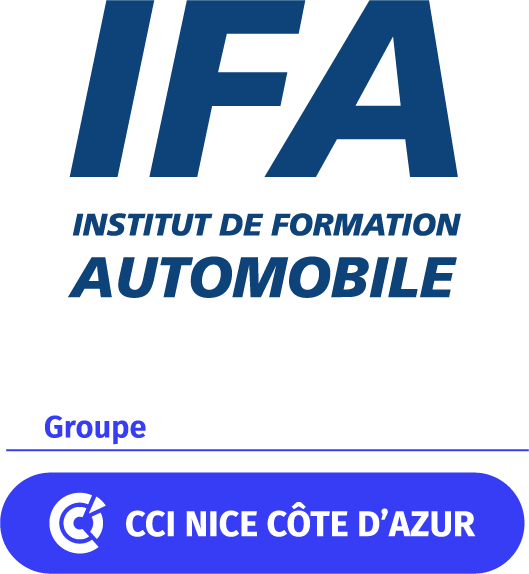 IFA
INSTITUT DE FORMATION
AUTOMOBILE
Groupe
CCI NICE CÔTE D’AZUR